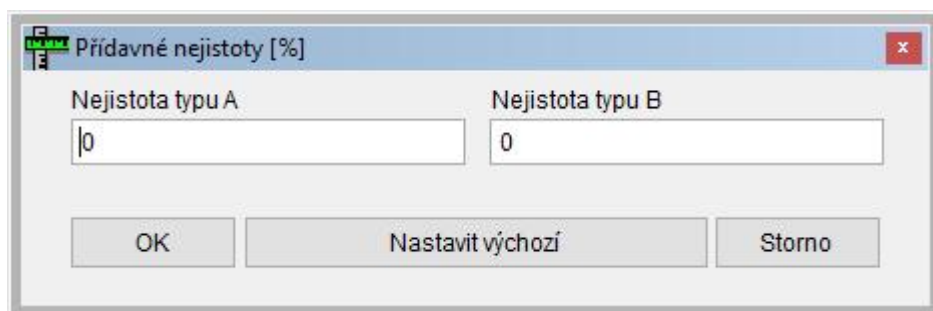 Přídavné nejistoty [%]
Nejistota typu A Nejistota typu B
0 0
OK Nastavit výchozí Storno